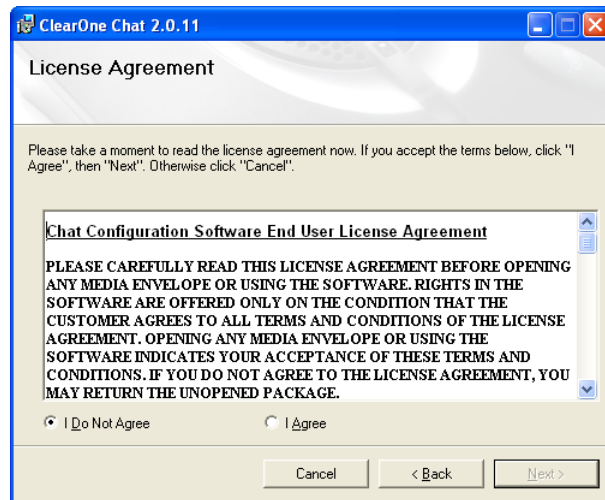 ClearOne Chat 2.0.11
License Agreement
Please take a moment to read the license agreement now. If you accept the terms below, click "I
Agree", then "Next". Otherwise click "Cancel".
Chat Configuration Software End User License Agreement
PLEASE CAREFULLY READ THIS LICENSE AGREEMENT BEFORE OPENING
ANY MEDIA ENVELOPE OR USING THE SOFTWARE. RIGHTS IN THE
SOFTWARE ARE OFFERED ONLY ON THE CONDITION THAT THE
CUSTOMER AGREES TO ALL TERMS AND CONDITIONS OF THE LICENSE
AGREEMENT. OPENING ANY MEDIA ENVELOPE OR USING THE
SOFTWARE INDICATES YOUR ACCEPTANCE OF THESE TERMS AND
CONDITIONS. IF YOU DO NOT AGREE TO THE LICENSE AGREEMENT, YOU
MAY RETURN THE UNOPENED PACKAGE.
I Do Not Agree I Agree
Cancel < Back Next >